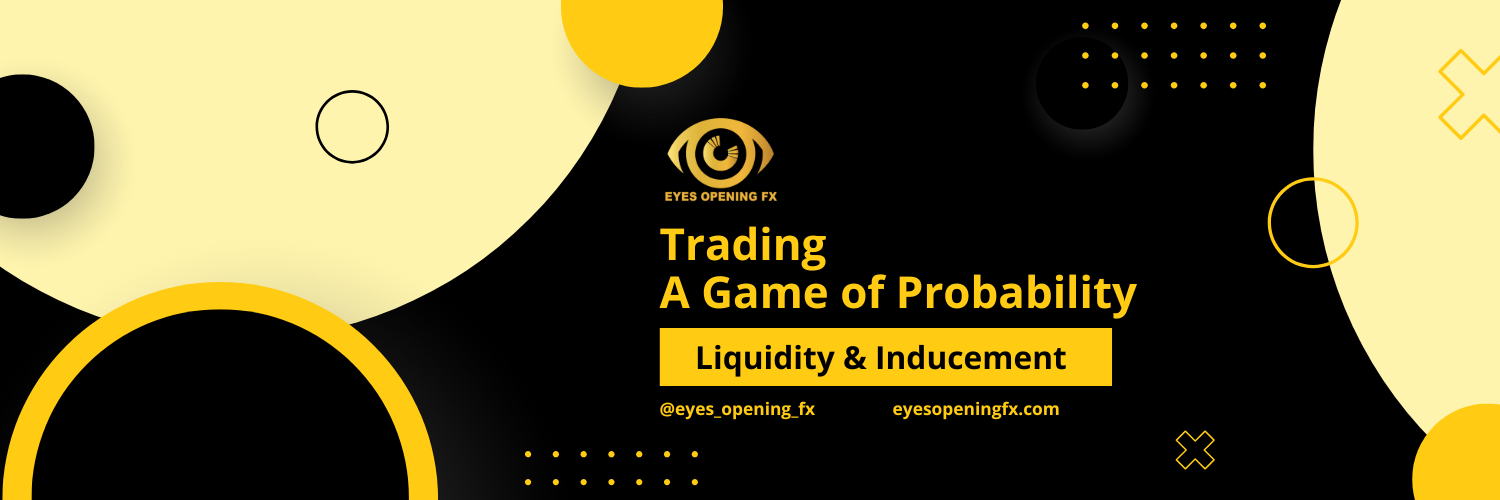 EYES OPENING FX
Trading
A Game of Probability
Liquidity & Inducement
@eyes_opening_fx
eyesopeningfx.com